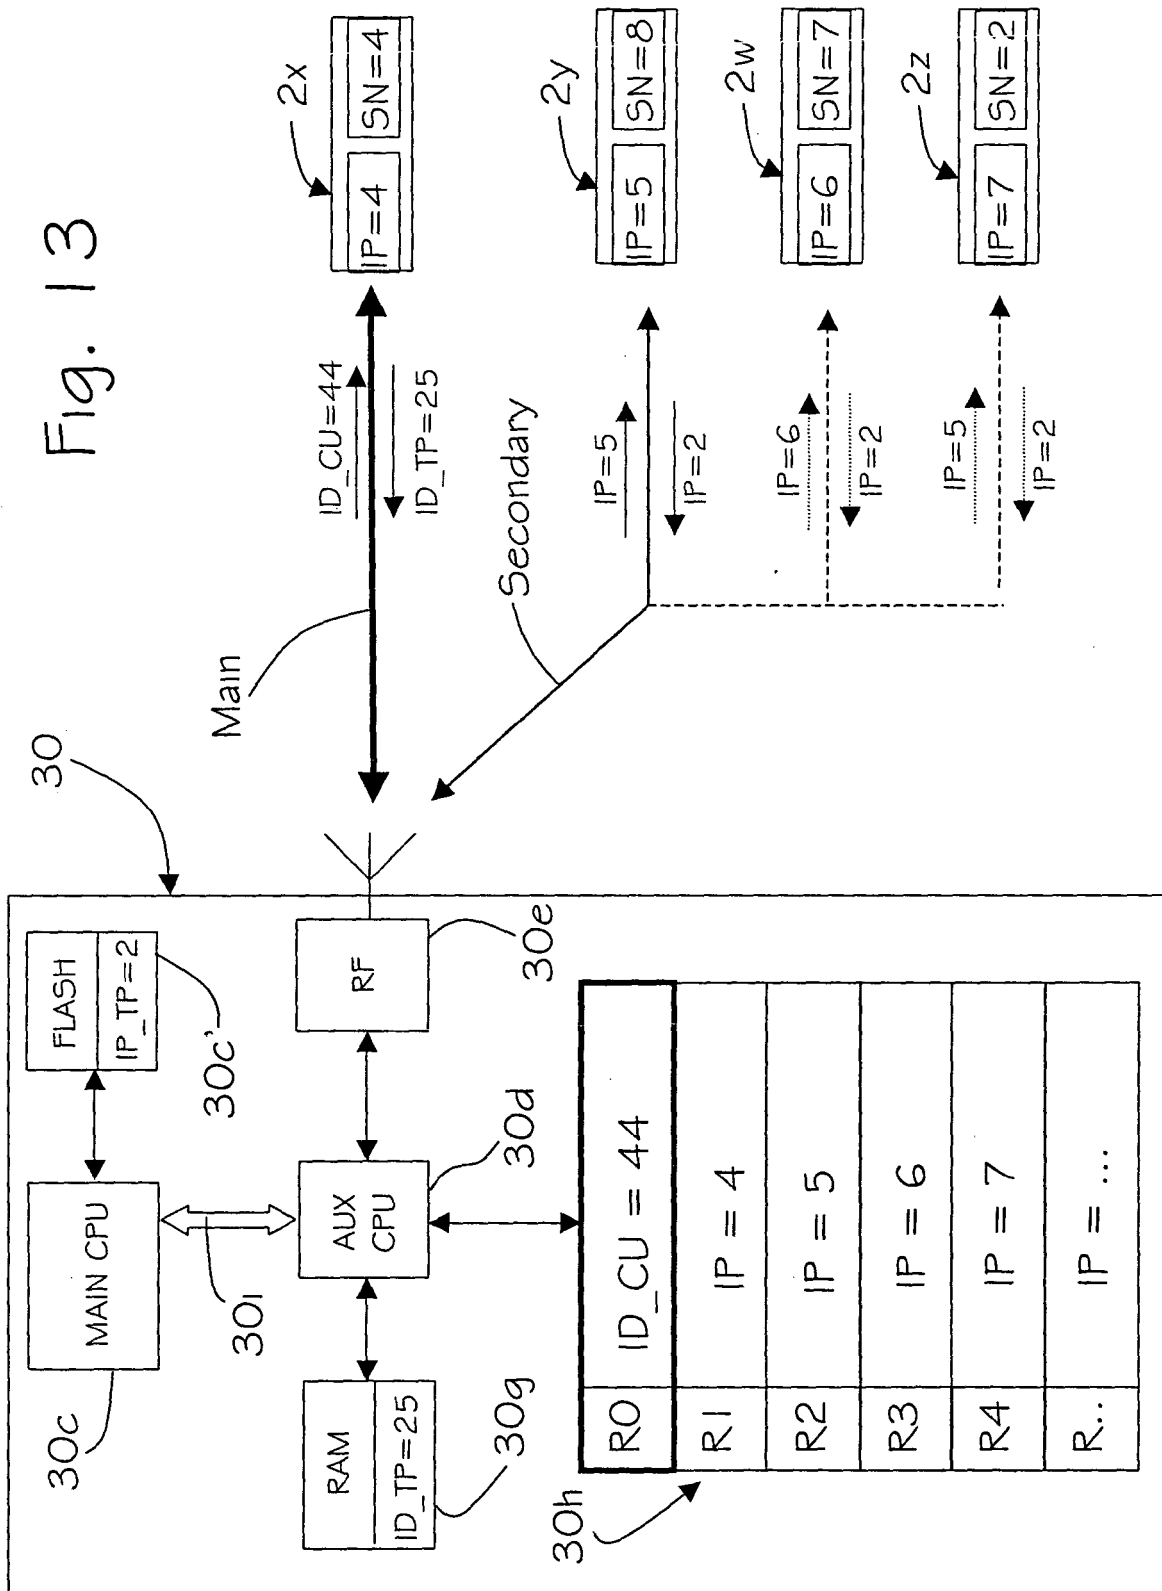 Fig. 13
30
30c
MAIN CPU
FLASH
IP_TP=2
30c'
30i
RAM
ID_TP=25
30g
AUX
CPU
30d
RF
30e
30h
R0 ID_CU = 44
R1 IP = 4
R2 IP = 5
R3 IP = 6
R4 IP = 7
R... IP = ...
Main
ID_CU=44
ID_TP=25
2x
IP=4 SN=4
Secondary
IP=5
IP=2
2y
IP=5 SN=8
IP=6
IP=2
2w
IP=6 SN=7
IP=5
IP=2
2z
IP=7 SN=2